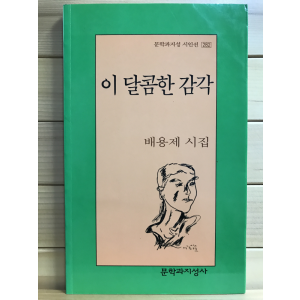 문학과지성 시인선 282
이 달콤한 감각
배용제 시집
문학과지성사